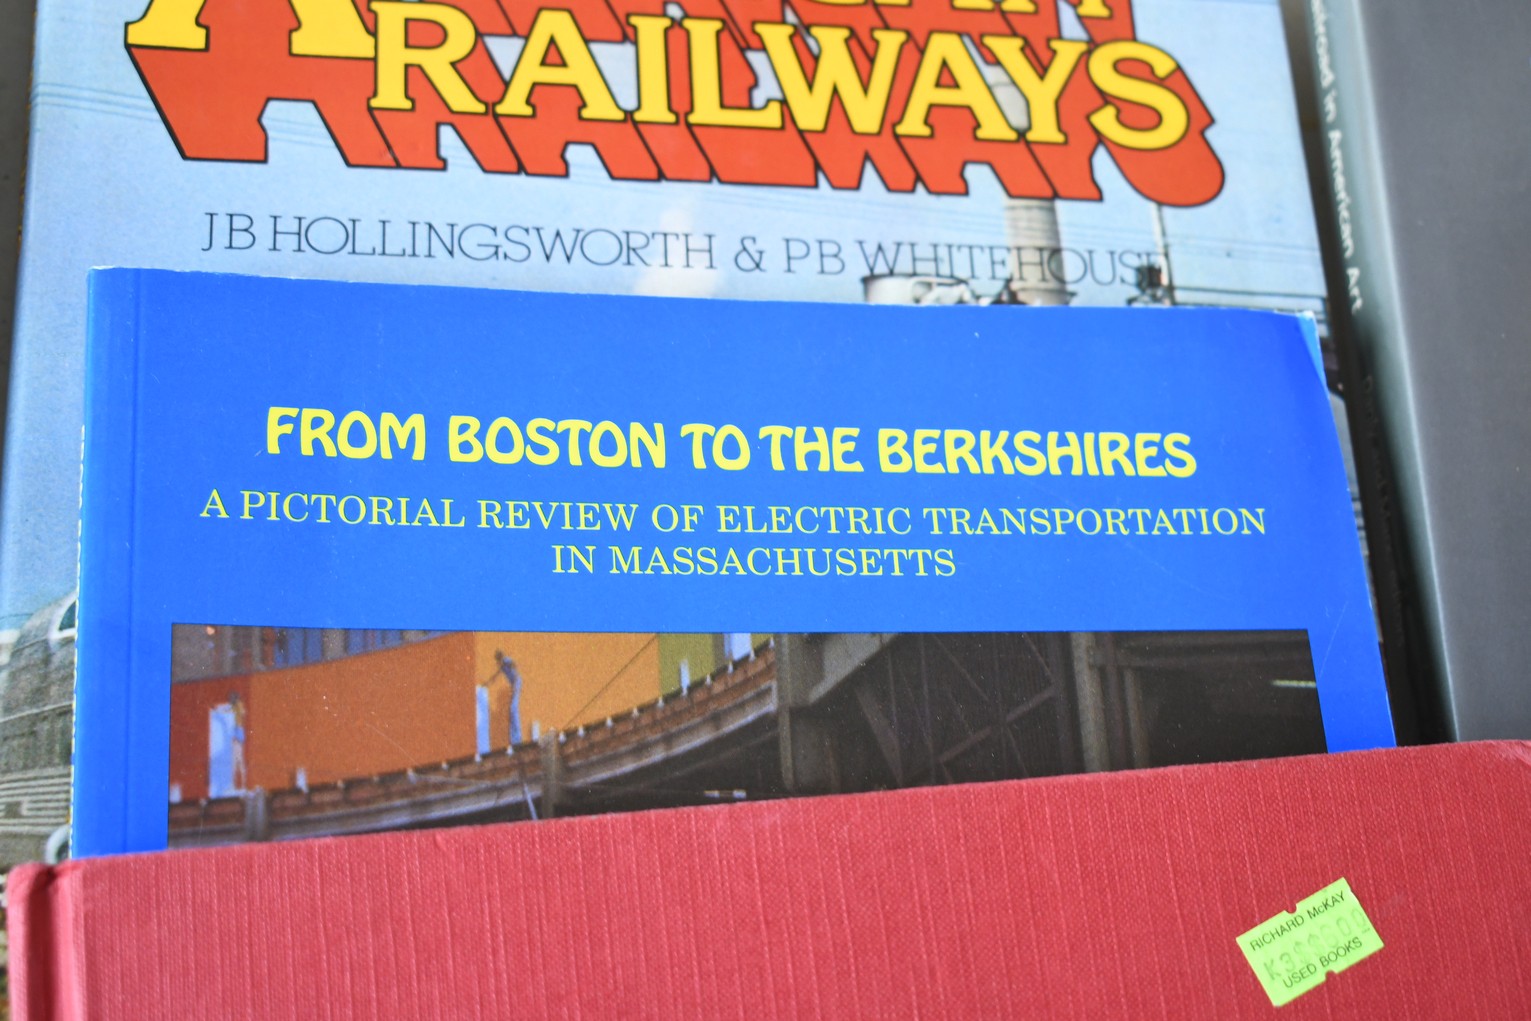 RAILWAYS
JB HOLLINGSWORTH & PB WHITEHOUSE
FROM BOSTON TO THE BERKSHIRES
A PICTORIAL REVIEW OF ELECTRIC TRANSPORTATION
IN MASSACHUSETTS
in American Art
RICHARD McKAY
USED BOOKS